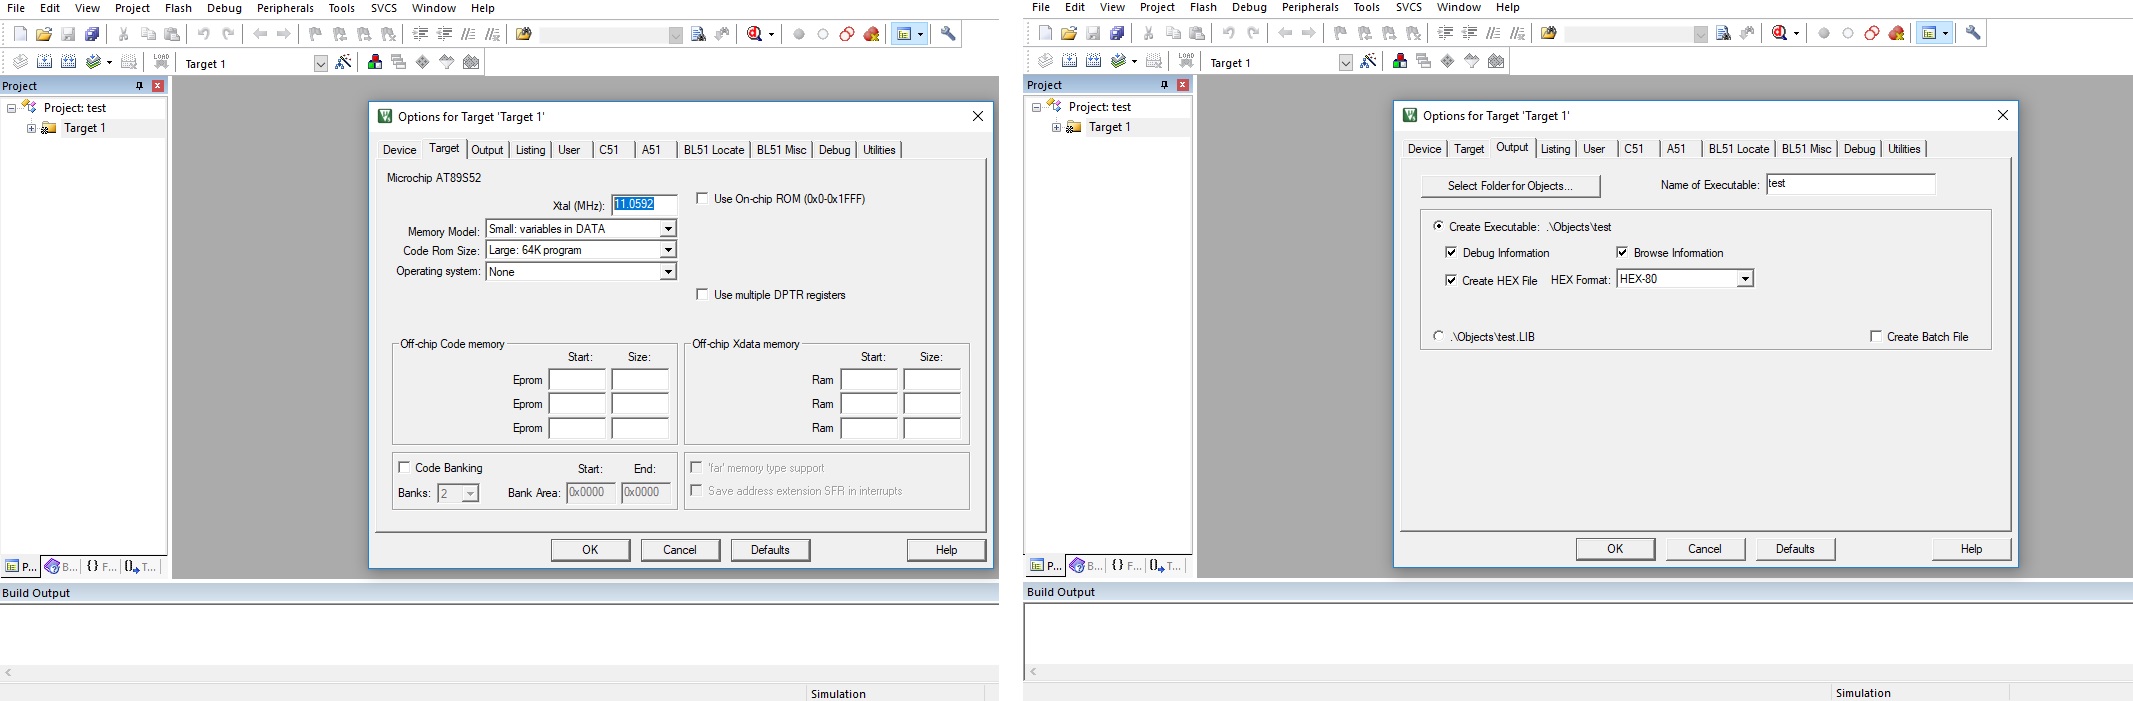 File Edit View Project Flash Debug Peripherals Tools SVCS Window Help
LOAD
Target 1
Project
Project: test
Target 1
Options for Target 'Target 1'
Device Target Output Listing User C51 A51 BL51 Locate BL51 Misc Debug Utilities
Microchip AT89S52
Xtal (MHz): 11.0592
Use On-chip ROM (0x0-0x1FFF)
Memory Model: Small: variables in DATA
Code Rom Size: Large: 64K program
Operating system: None
Use multiple DPTR registers
Off-chip Code memory
Start: Size:
Eprom
Eprom
Eprom
Off-chip Xdata memory
Start: Size:
Ram
Ram
Ram
Code Banking
Start: End:
Banks: 2 Bank Area: 0x0000 0x0000
'far' memory type support
Save address extension SFR in interrupts
OK Cancel Defaults Help
P... B... {} F... T...
Build Output
Simulation
File Edit View Project Flash Debug Peripherals Tools SVCS Window Help
LOAD
Target 1
Project
Project: test
Target 1
Options for Target 'Target 1'
Device Target Output Listing User C51 A51 BL51 Locate BL51 Misc Debug Utilities
Select Folder for Objects...
Name of Executable: test
Create Executable: .\Objects\test
Debug Information
Browse Information
Create HEX File
HEX Format: HEX-80
.\Objects\test.LIB
Create Batch File
OK Cancel Defaults Help
P... B... {} F... T...
Build Output
Simulation